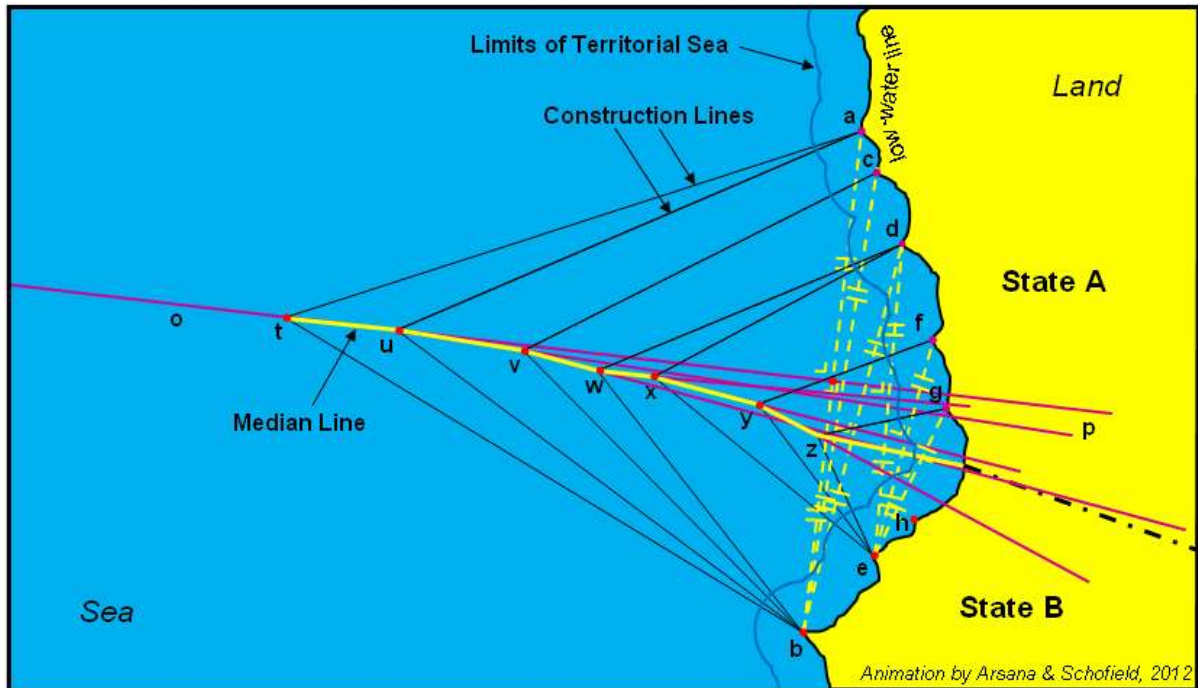 Limits of Territorial Sea
low-water line
Land
a
Construction Lines
c
d
State A
o
t
u
f
v
w
x
g
y
p
Median Line
z
h
e
Sea
State B
b
Animation by Arsana & Schofield, 2012